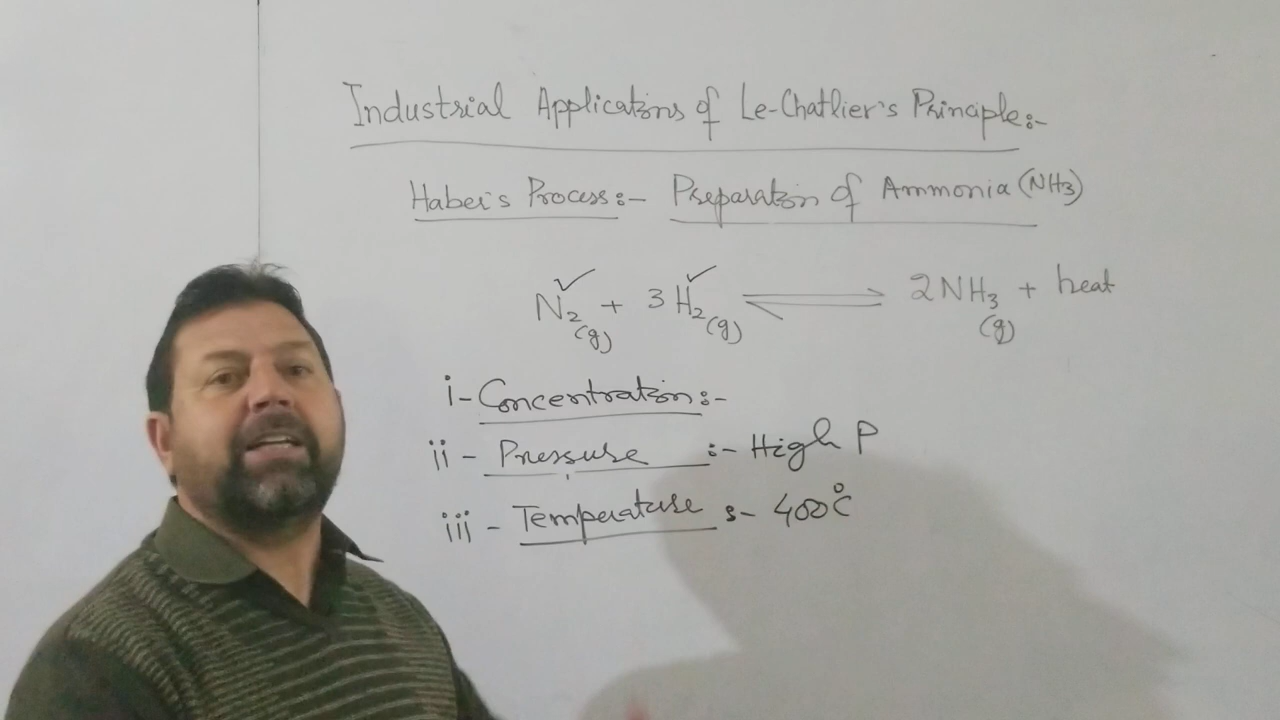 Industrial Applications of Le-Chatlier's Principle:-
Haber's Process:- Preparation of Ammonia (NH3)
N2(g) + 3H2(g) ⇌ 2NH3(g) + heat
i- Concentration:-
ii - Pressure :- High P
iii - Temperature :- 400°C